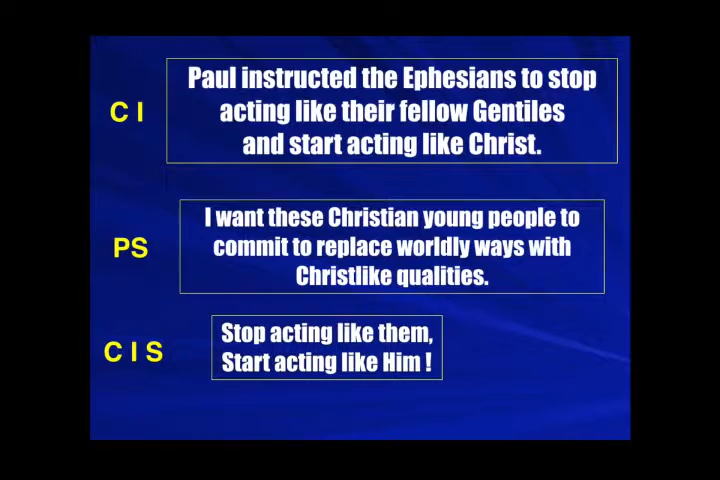 C I
Paul instructed the Ephesians to stop
acting like their fellow Gentiles
and start acting like Christ.
PS
I want these Christian young people to
commit to replace worldly ways with
Christlike qualities.
C I S
Stop acting like them,
Start acting like Him !